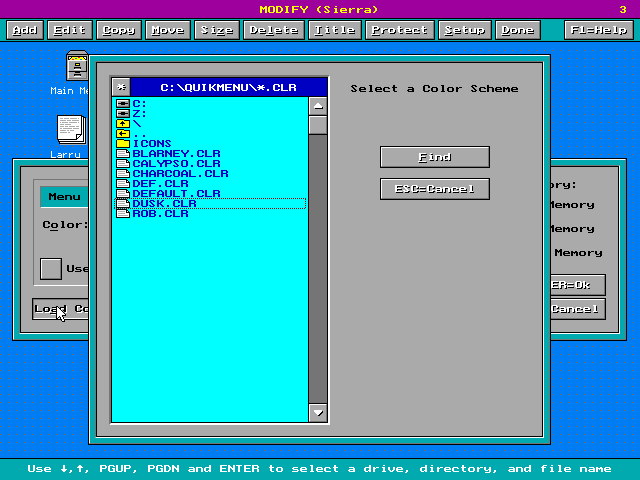 MODIFY (Sierra) 3
Add Edit Copy Move Size Delete Title Protect Setup Done F1=Help
Main Me
Larry
* C:\QUIKMENU\*.CLR
Select a Color Scheme
C:
Z:
\
..
ICONS
BLARNEY.CLR
CALYPSO.CLR
CHARCOAL.CLR
DEF.CLR
DEFAULT.CLR
DUSK.CLR
ROB.CLR
Find
ESC=Cancel
Menu
Color:
Use
Load Co
ory:
Memory
Memory
Memory
ER=Ok
Cancel
Use ↓,↑, PGUP, PGDN and ENTER to select a drive, directory, and file name